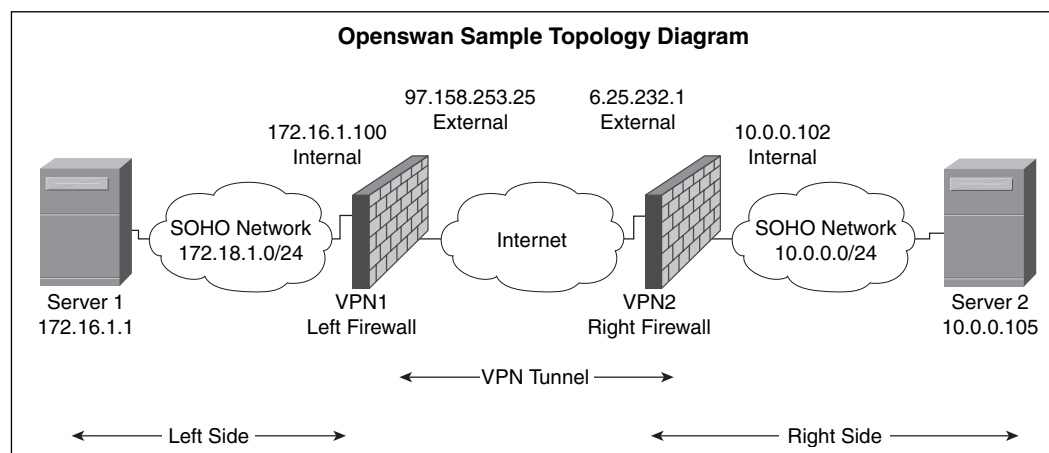 Openswan Sample Topology Diagram
97.158.253.25
External
6.25.232.1
External
172.16.1.100
Internal
10.0.0.102
Internal
SOHO Network
172.18.1.0/24
Internet
SOHO Network
10.0.0.0/24
Server 1
172.16.1.1
VPN1
Left Firewall
VPN2
Right Firewall
Server 2
10.0.0.105
VPN Tunnel
Left Side
Right Side